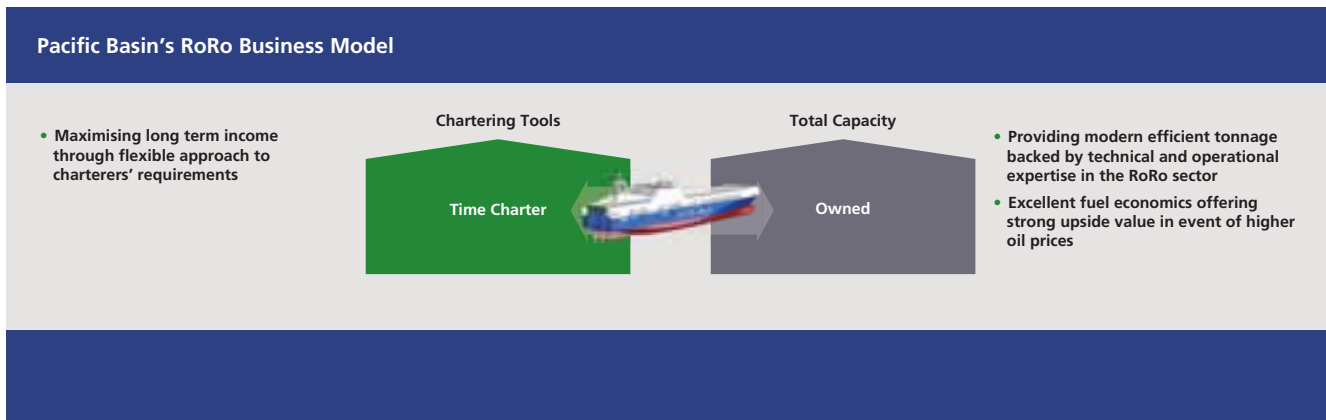 Pacific Basin’s RoRo Business Model
• Maximising long term income
through flexible approach to
charterers’ requirements
Chartering Tools
Time Charter
Total Capacity
Owned
• Providing modern efficient tonnage
backed by technical and operational
expertise in the RoRo sector
• Excellent fuel economics offering
strong upside value in event of higher
oil prices